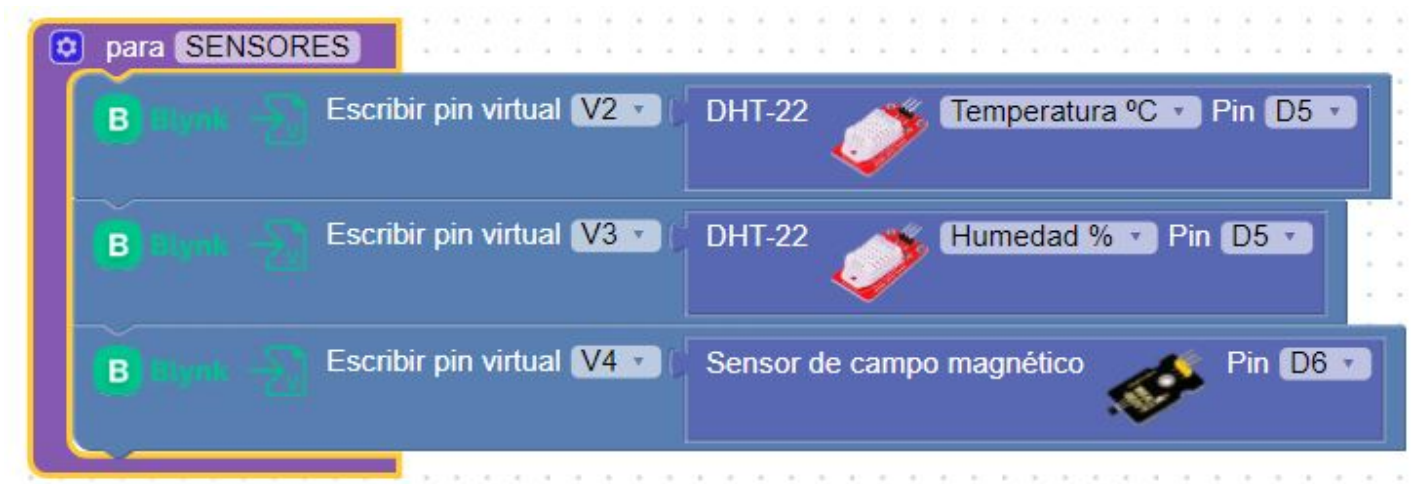 para SENSORES
B Blynk Escribir pin virtual V2 DHT-22 Temperatura ºC Pin D5
B Blynk Escribir pin virtual V3 DHT-22 Humedad % Pin D5
B Blynk Escribir pin virtual V4 Sensor de campo magnético Pin D6